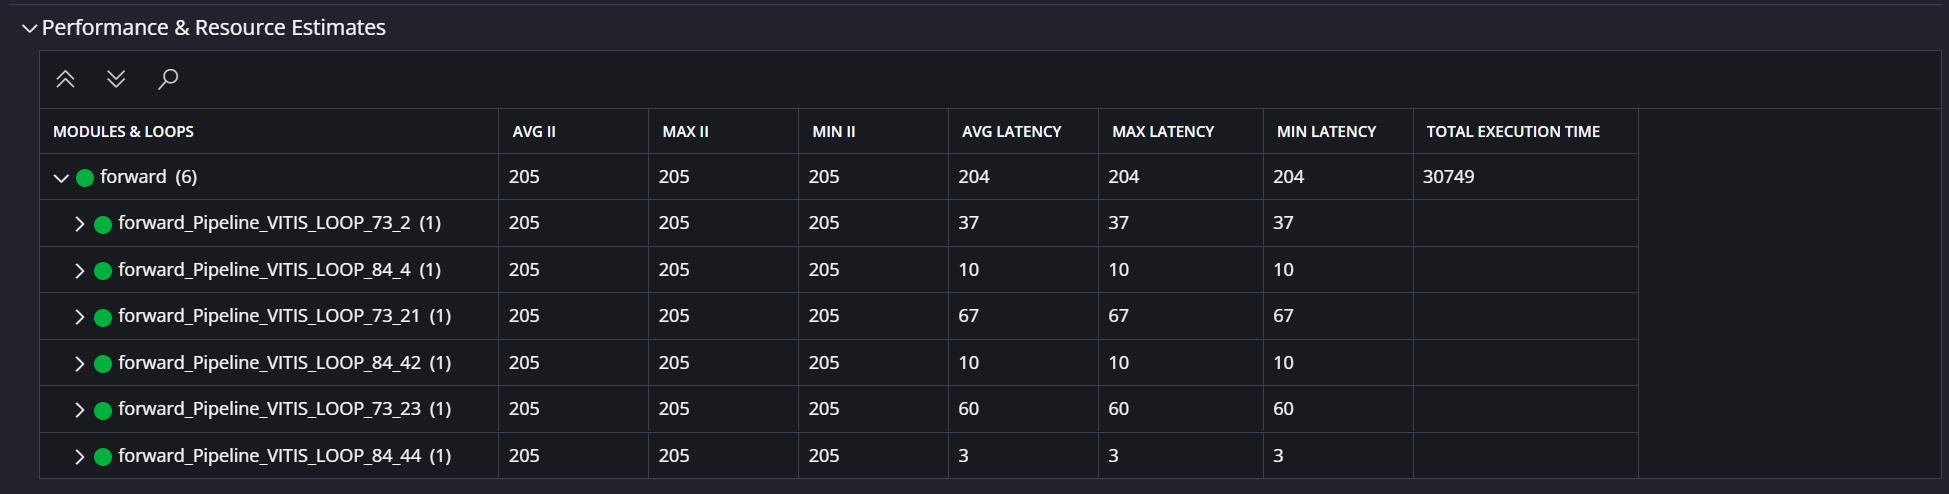 Performance & Resource Estimates
MODULES & LOOPS AVG II MAX II MIN II AVG LATENCY MAX LATENCY MIN LATENCY TOTAL EXECUTION TIME
forward (6) 205 205 205 204 204 204 30749
forward_Pipeline_VITIS_LOOP_73_2 (1) 205 205 205 37 37 37
forward_Pipeline_VITIS_LOOP_84_4 (1) 205 205 205 10 10 10
forward_Pipeline_VITIS_LOOP_73_21 (1) 205 205 205 67 67 67
forward_Pipeline_VITIS_LOOP_84_42 (1) 205 205 205 10 10 10
forward_Pipeline_VITIS_LOOP_73_23 (1) 205 205 205 60 60 60
forward_Pipeline_VITIS_LOOP_84_44 (1) 205 205 205 3 3 3